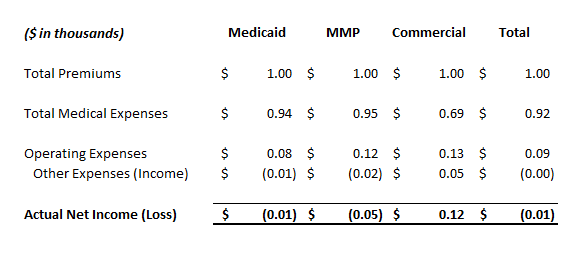 ($ in thousands) Medicaid MMP Commercial Total
Total Premiums $ 1.00 $ 1.00 $ 1.00 $ 1.00
Total Medical Expenses $ 0.94 $ 0.95 $ 0.69 $ 0.92
Operating Expenses $ 0.08 $ 0.12 $ 0.13 $ 0.09
Other Expenses (Income) $ (0.01) $ (0.02) $ 0.05 $ (0.00)
Actual Net Income (Loss) $ (0.01) $ (0.05) $ 0.12 $ (0.01)